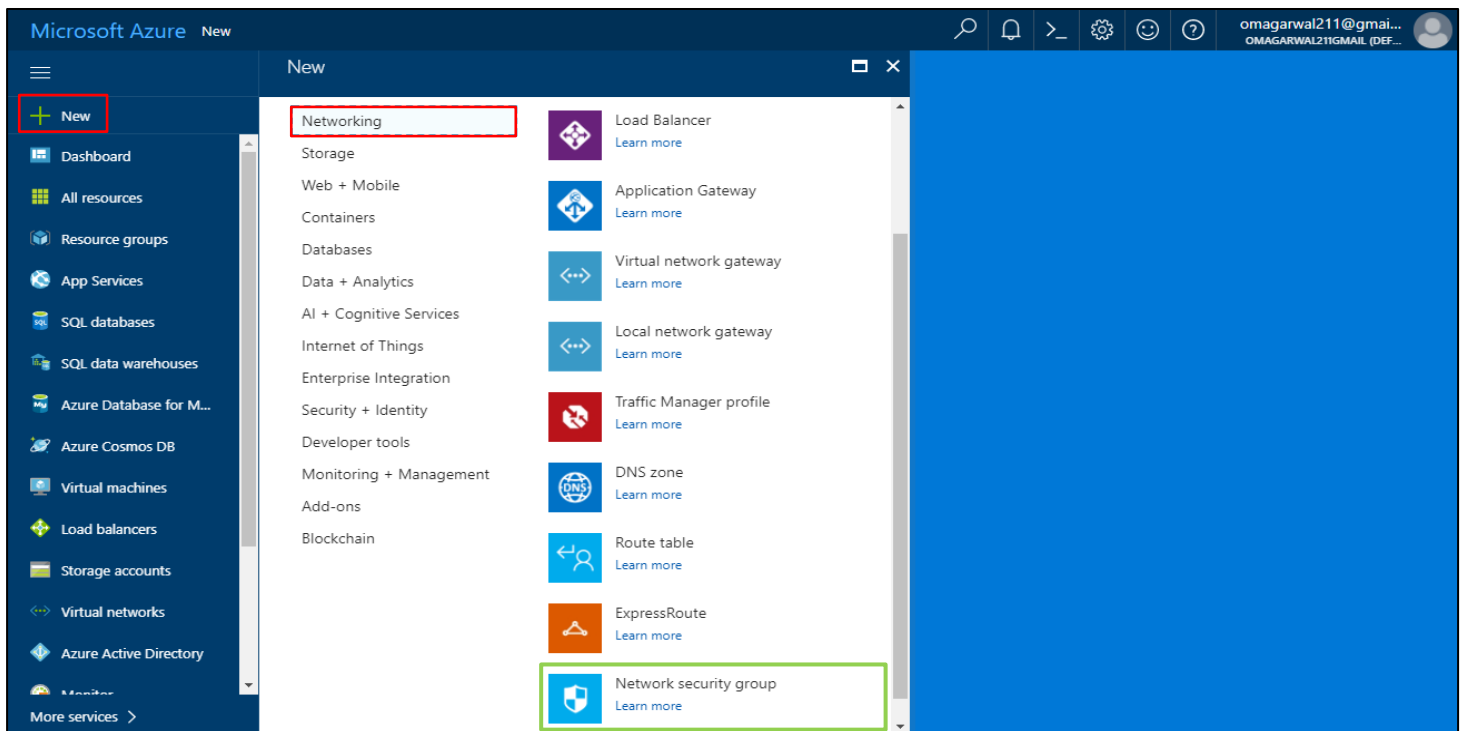 Microsoft Azure New
omagarwal211@gmai...
OMAGARWAL211GMAIL (DEF...
New
New
Dashboard
All resources
Resource groups
App Services
SQL databases
SQL data warehouses
Azure Database for M...
Azure Cosmos DB
Virtual machines
Load balancers
Storage accounts
Virtual networks
Azure Active Directory
Monitor
More services >
Networking
Storage
Web + Mobile
Containers
Databases
Data + Analytics
AI + Cognitive Services
Internet of Things
Enterprise Integration
Security + Identity
Developer tools
Monitoring + Management
Add-ons
Blockchain
Load Balancer
Learn more
Application Gateway
Learn more
Virtual network gateway
Learn more
Local network gateway
Learn more
Traffic Manager profile
Learn more
DNS
DNS zone
Learn more
Route table
Learn more
ExpressRoute
Learn more
Network security group
Learn more